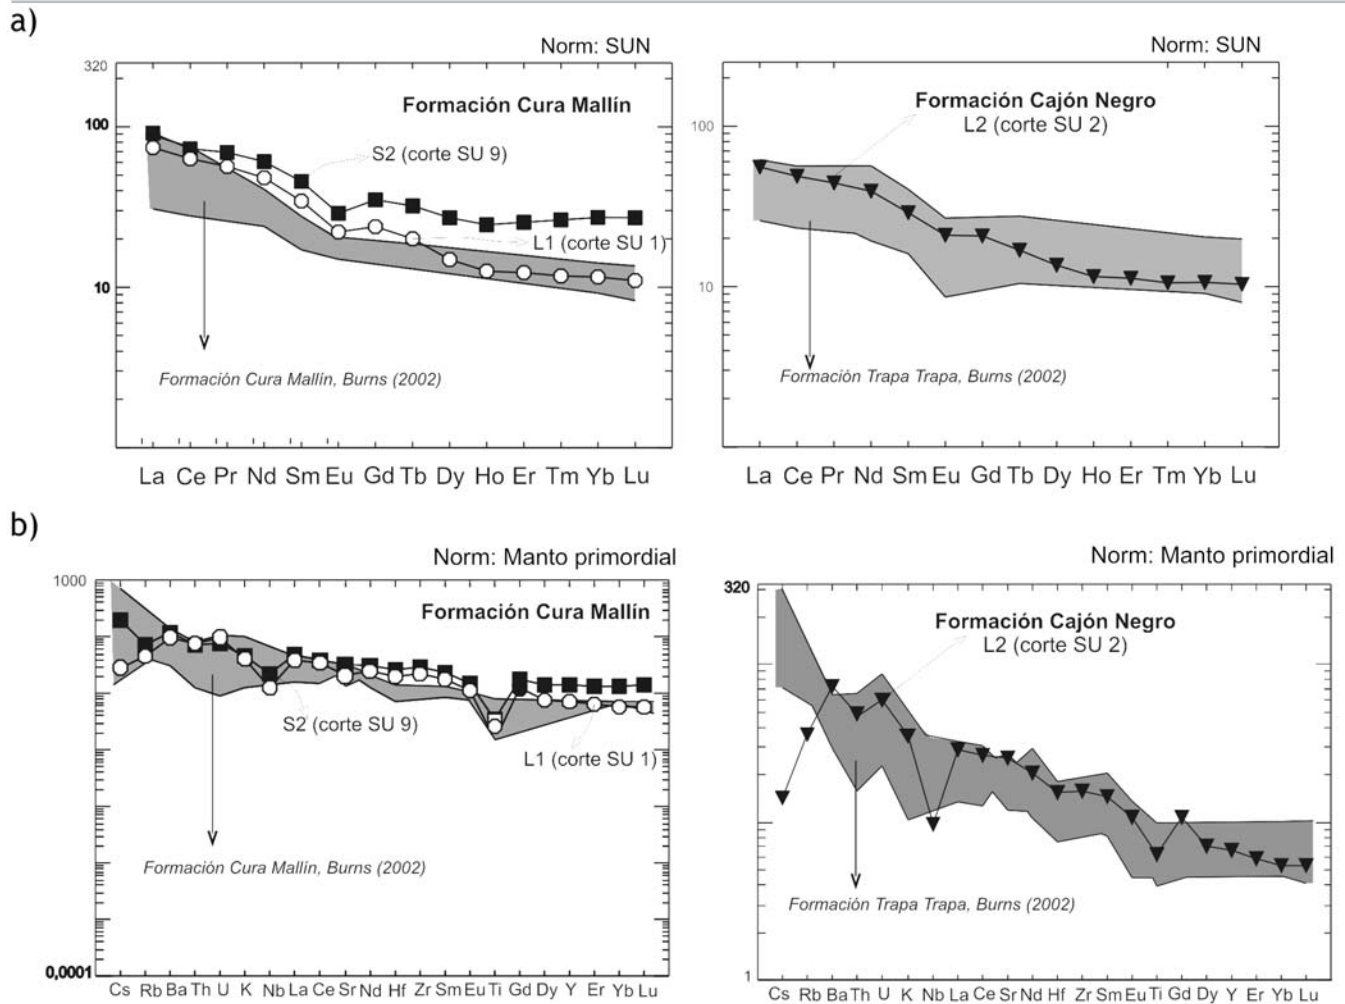 a)
Norm: SUN
320
Formación Cura Mallín
100
S2 (corte SU 9)
L1 (corte SU 1)
10
Formación Cura Mallín, Burns (2002)
La Ce Pr Nd Sm Eu Gd Tb Dy Ho Er Tm Yb Lu
Norm: SUN
Formación Cajón Negro
L2 (corte SU 2)
100
10
Formación Trapa Trapa, Burns (2002)
La Ce Pr Nd Sm Eu Gd Tb Dy Ho Er Tm Yb Lu
b)
Norm: Manto primordial
1000
Formación Cura Mallín
S2 (corte SU 9)
L1 (corte SU 1)
Formación Cura Mallín, Burns (2002)
0,0001
Cs Rb Ba Th U K Nb La Ce Sr Nd Hf Zr Sm Eu Ti Gd Dy Y Er Yb Lu
Norm: Manto primordial
320
Formación Cajón Negro
L2 (corte SU 2)
Formación Trapa Trapa, Burns (2002)
1
Cs Rb Ba Th U K Nb La Ce Sr Nd Hf Zr Sm Eu Ti Gd Dy Y Er Yb Lu